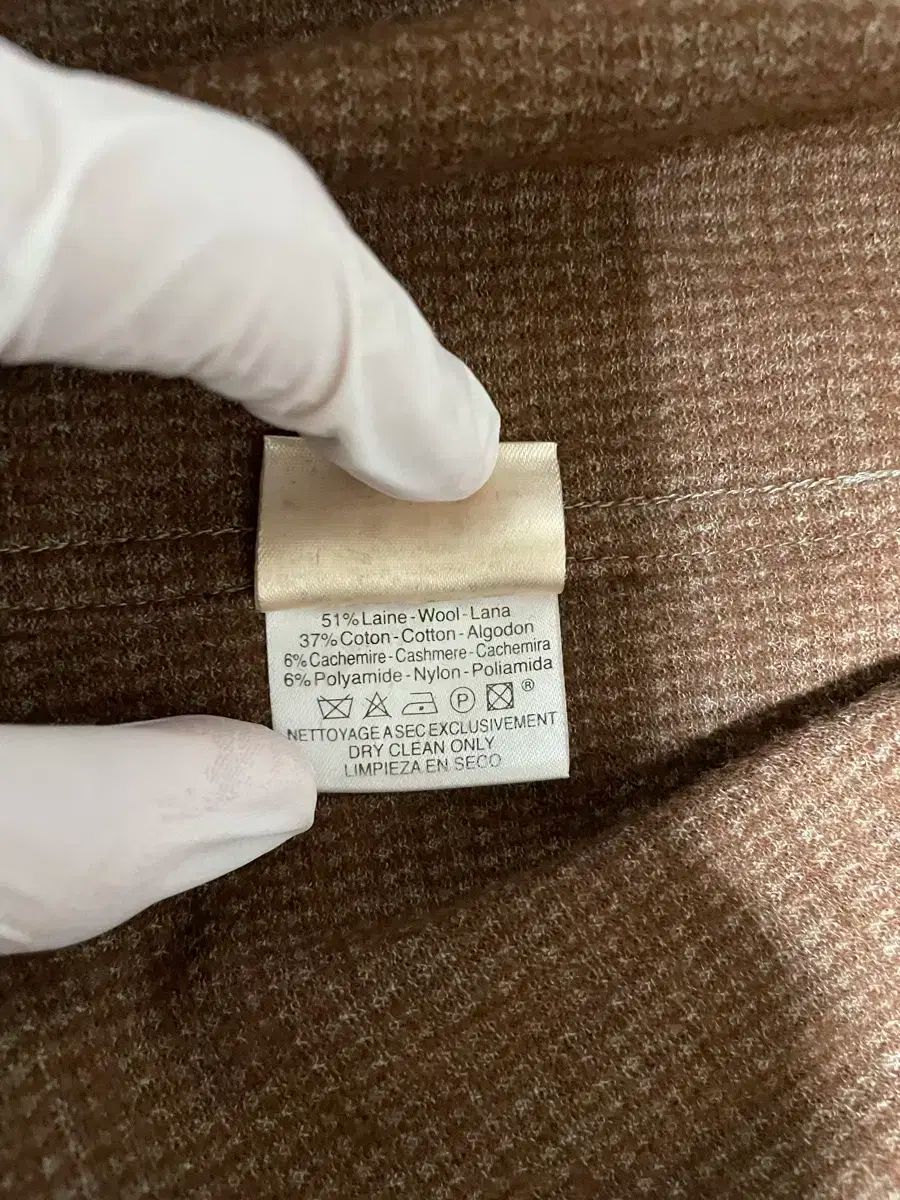 51% Laine - Wool - Lana
37% Coton - Cotton - Algodon
6% Cachemire - Cashmere - Cachemira
6% Polyamide - Nylon - Poliamida
P ®
NETTOYAGE A SEC EXCLUSIVEMENT
DRY CLEAN ONLY
LIMPIEZA EN SECO